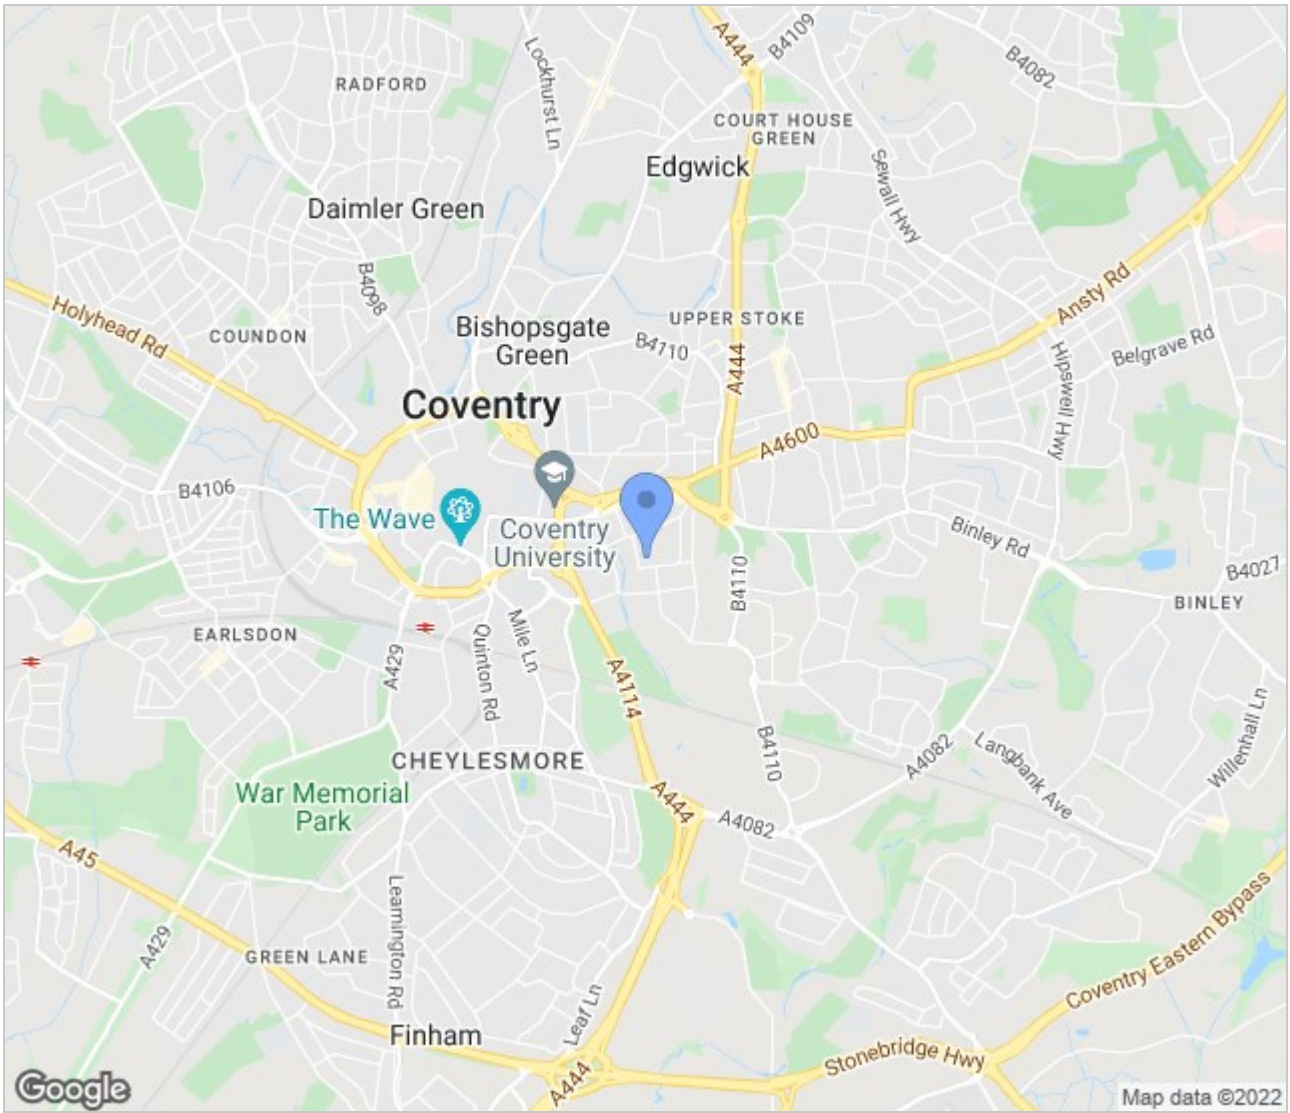 A444
B4109
Lockhurst Ln
B4082
RADFORD
COURT HOUSE
GREEN
Edgwick
Sewall Hwy
Daimler Green
B4098
Ansty Rd
Holyhead Rd
COUNDON
Bishopsgate
Green
UPPER STOKE
B4710
A444
Hipswell Hwy
Belgrave Rd
Coventry
A4600
B4106
The Wave
Coventry
University
Binley Rd
B4110
B4027
BINLEY
EARLSDON
Mile Ln
Quinton Rd
A429
A4114
CHEYLESMORE
B4110
A4082
Langbank Ave
Willenhall Ln
War Memorial
Park
A444
A4082
A45
Leamington Rd
A429
GREEN LANE
Coventry Eastern Bypass
Leaf Ln
Finham
Stonebridge Hwy
A444
Google
Map data ©2022